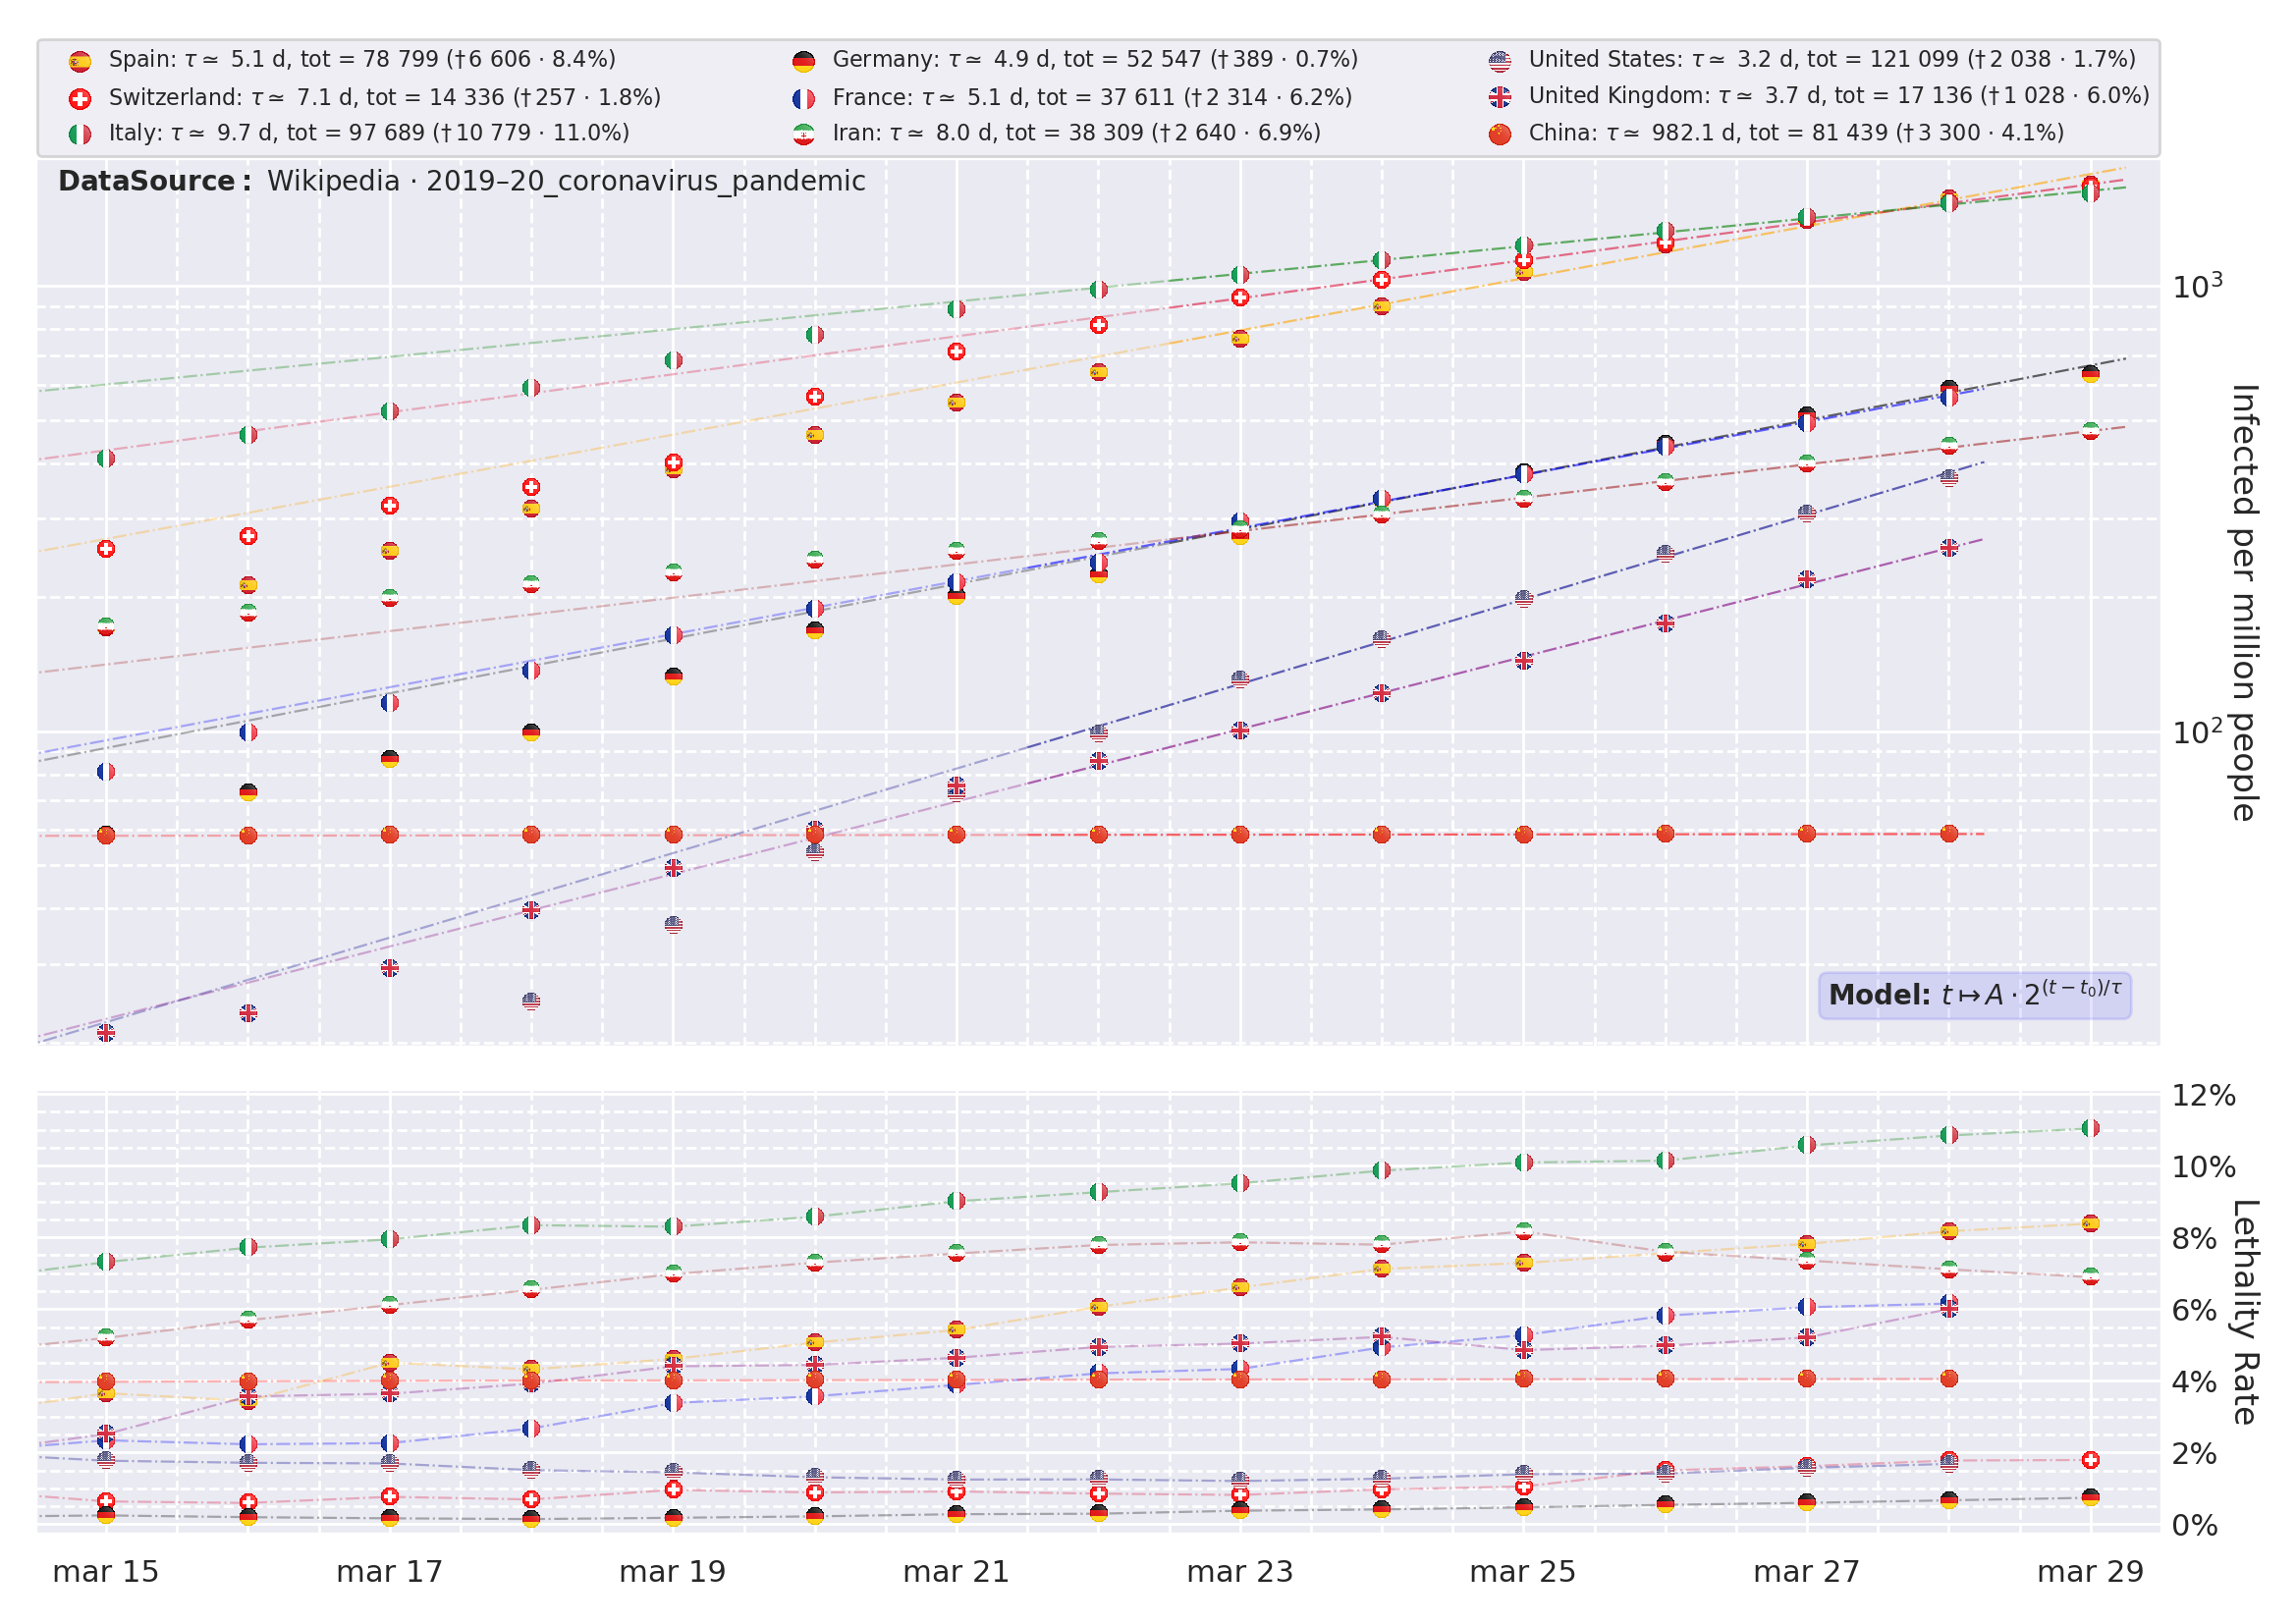 Spain: τ ≃ 5.1 d, tot = 78 799 (†6 606 · 8.4%)
Switzerland: τ ≃ 7.1 d, tot = 14 336 (†257 · 1.8%)
Italy: τ ≃ 9.7 d, tot = 97 689 (†10 779 · 11.0%)
Germany: τ ≃ 4.9 d, tot = 52 547 (†389 · 0.7%)
France: τ ≃ 5.1 d, tot = 37 611 (†2 314 · 6.2%)
Iran: τ ≃ 8.0 d, tot = 38 309 (†2 640 · 6.9%)
United States: τ ≃ 3.2 d, tot = 121 099 (†2 038 · 1.7%)
United Kingdom: τ ≃ 3.7 d, tot = 17 136 (†1 028 · 6.0%)
China: τ ≃ 982.1 d, tot = 81 439 (†3 300 · 4.1%)
DataSource: Wikipedia · 2019–20_coronavirus_pandemic
10³
10²
Infected per million people
Model: t ↦ A · 2^{(t − t₀)/τ}
12%
10%
8%
6%
4%
2%
0%
Lethality Rate
mar 15 mar 17 mar 19 mar 21 mar 23 mar 25 mar 27 mar 29